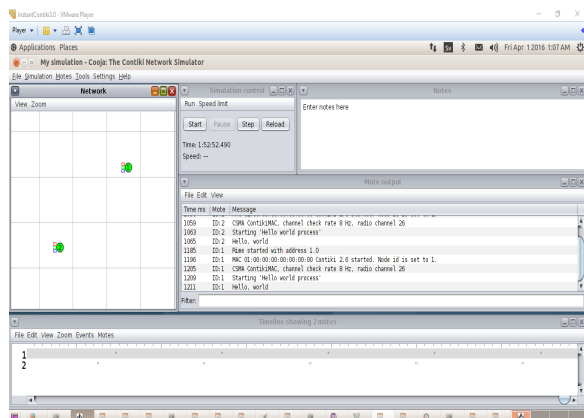 InstantContiki3.0 - VMware Player
Player
Applications Places
Sv
Fri Apr 1 2016 1:07 AM
My simulation - Cooja: The Contiki Network Simulator
File Simulation Motes Tools Settings Help
Network
View Zoom
1
2
Simulation control
Run Speed limit
Start Pause Step Reload
Time: 1:52:52.490
Speed: ---
Notes
Enter notes here
Mote output
File Edit View
Time ms Mote Message
1059 ID:2 CSMA ContikiMAC, channel check rate 8 Hz, radio channel 26
1063 ID:2 Starting 'Hello world process'
1065 ID:2 Hello, world
1185 ID:1 Rime started with address 1.0
1196 ID:1 MAC 01:00:00:00:00:00:00:00 Contiki 2.6 started. Node id is set to 1.
1205 ID:1 CSMA ContikiMAC, channel check rate 8 Hz, radio channel 26
1209 ID:1 Starting 'Hello world process'
1211 ID:1 Hello, world
Filter:
Timeline showing 2 motes
File Edit View Zoom Events Motes
1
2